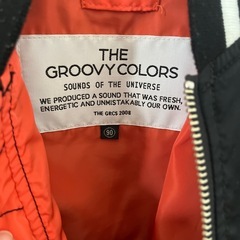 THE
GROOVY COLORS
SOUNDS OF THE UNIVERSE
WE PRODUCED A SOUND THAT WAS FRESH,
ENERGETIC AND UNMISTAKABLY OUR OWN.
THE GRCS 2008
90